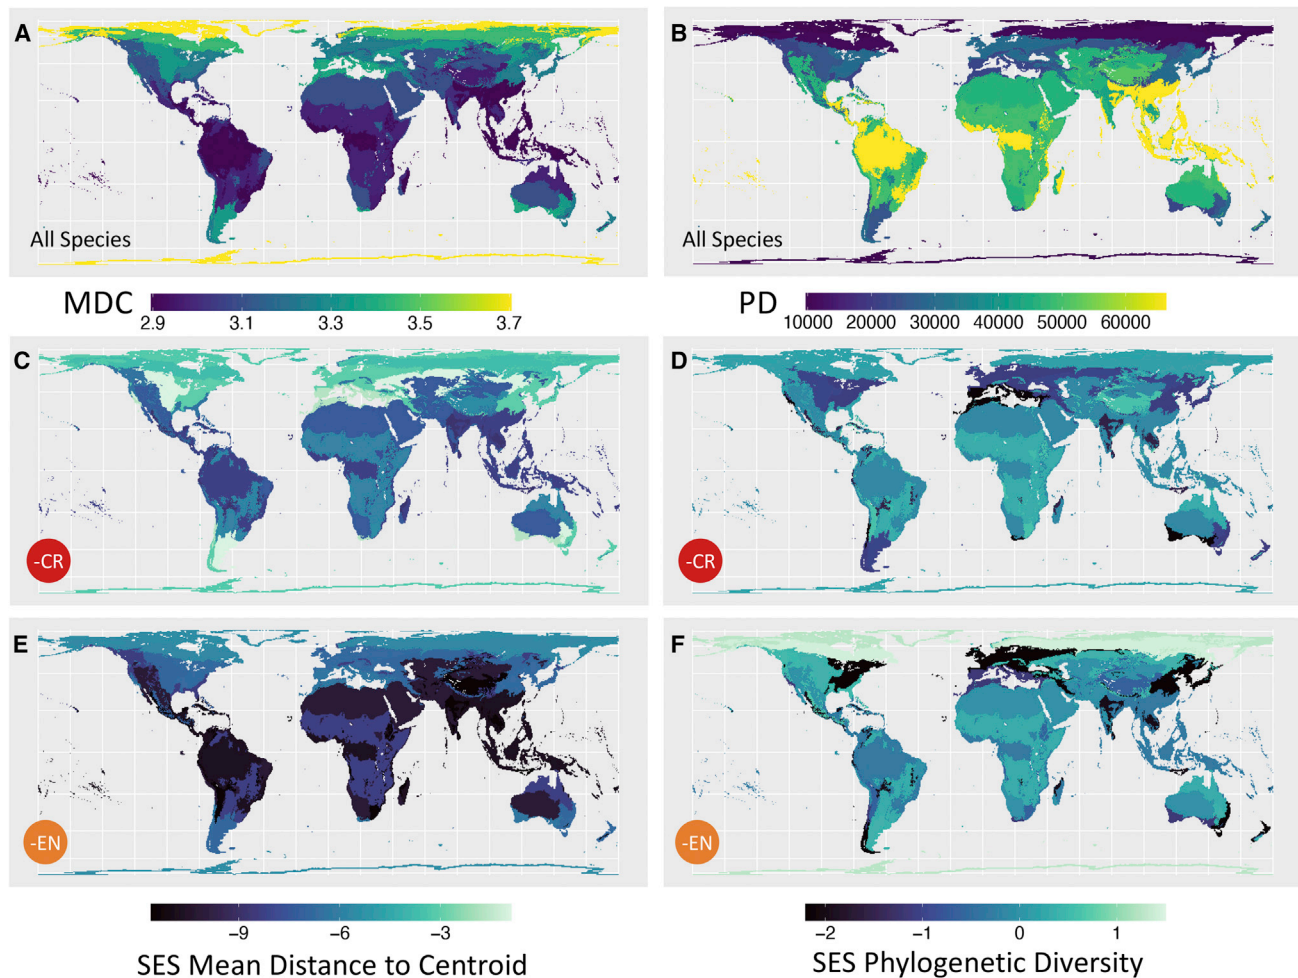 A
B
All Species
All Species
MDC
2.9 3.1 3.3 3.5 3.7
PD
10000 20000 30000 40000 50000 60000
C
D
-CR
-CR
E
F
-EN
-EN
−9 −6 −3
SES Mean Distance to Centroid
−2 −1 0 1
SES Phylogenetic Diversity